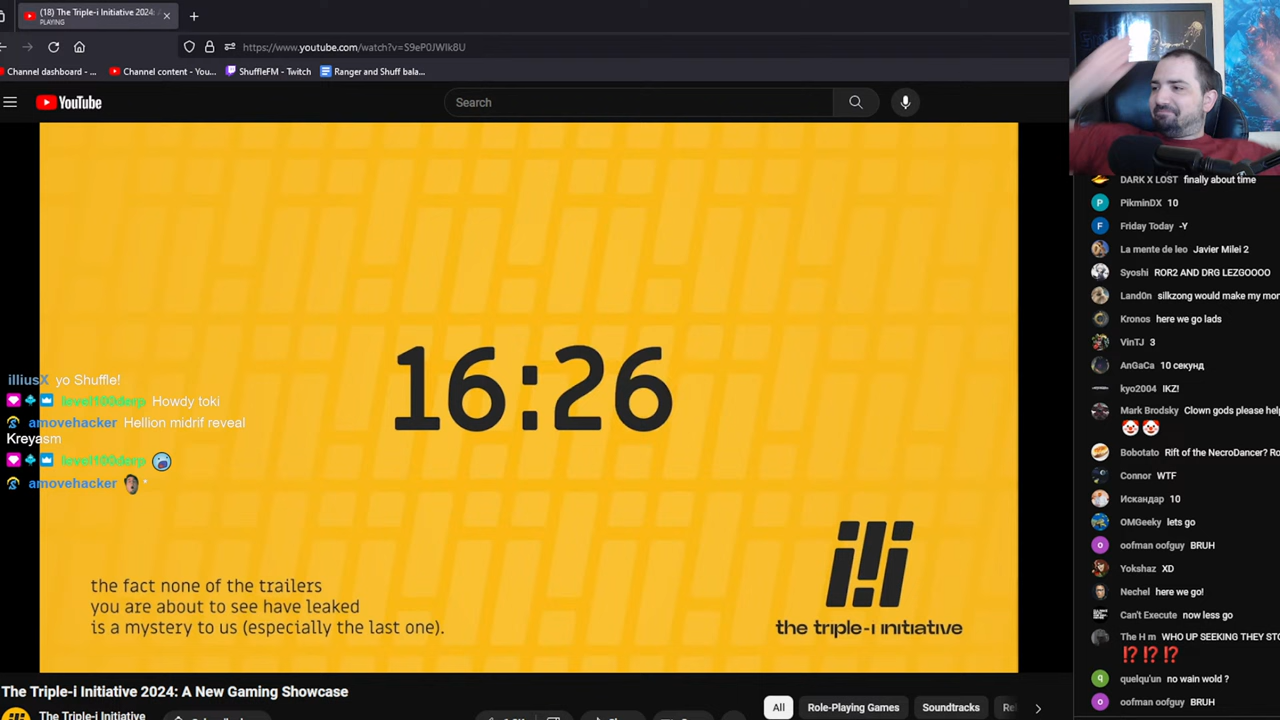 (18) The Triple-i Initiative 2024:
PLAYING
https://www.youtube.com/watch?v=S9eP0JWIk8U
Channel dashboard - ...
Channel content - You...
ShuffleFM - Twitch
Ranger and Shuff bala...
YouTube
Search
16:26
the fact none of the trailers
you are about to see have leaked
is a mystery to us (especially the last one).
the triple-i initiative
illiusX yo Shuffle!
level100derp Howdy toki
amovehacker Hellion midrif reveal
Kreyasm
level100derp
amovehacker
The Triple-i Initiative 2024: A New Gaming Showcase
The Triple-i Initiative
All
Role-Playing Games
Soundtracks
DARK X LOST finally about time
PikminDX 10
Friday Today -Y
La mente de leo Javier Milei 2
Syoshi ROR2 AND DRG LEZGOOOO
Land0n silkzong would make my mor
Kronos here we go lads
VinTJ 3
AnGaCa 10 секунд
kyo2004 IKZ!
Mark Brodsky Clown gods please help
Bobotato Rift of the NecroDancer? Ro
Connor WTF
Искандар 10
OMGeeky lets go
oofman oofguy BRUH
Yokshaz XD
Nechel here we go!
Can't Execute now less go
The H m WHO UP SEEKING THEY STO
⁉️⁉️⁉️
quelqu'un no wain wold ?
oofman oofguy BRUH